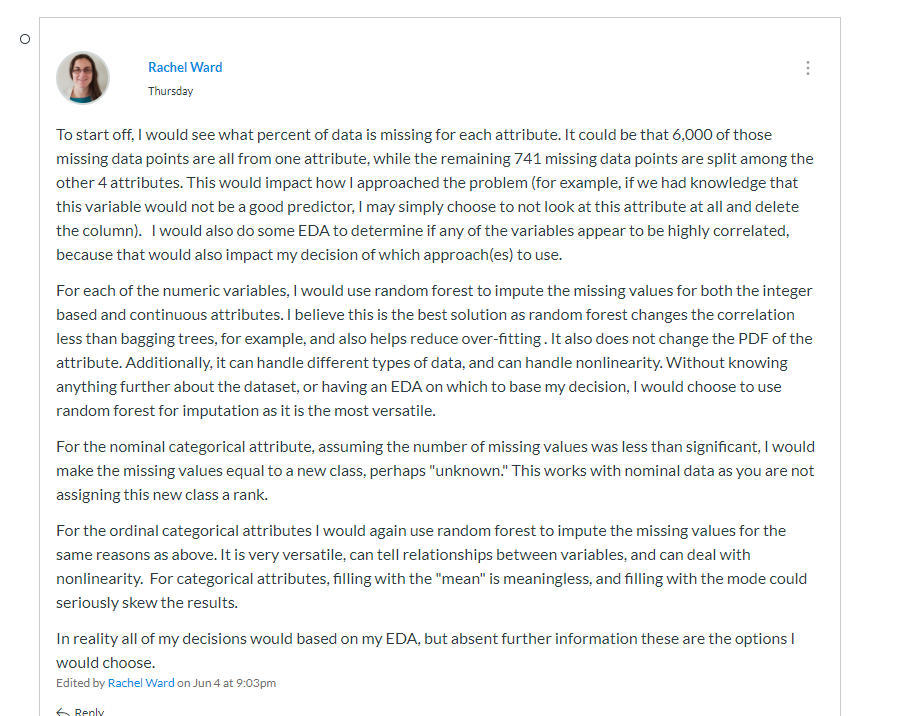 Rachel Ward
Thursday
To start off, I would see what percent of data is missing for each attribute. It could be that 6,000 of those
missing data points are all from one attribute, while the remaining 741 missing data points are split among the
other 4 attributes. This would impact how I approached the problem (for example, if we had knowledge that
this variable would not be a good predictor, I may simply choose to not look at this attribute at all and delete
the column).  I would also do some EDA to determine if any of the variables appear to be highly correlated,
because that would also impact my decision of which approach(es) to use.
For each of the numeric variables, I would use random forest to impute the missing values for both the integer
based and continuous attributes. I believe this is the best solution as random forest changes the correlation
less than bagging trees, for example, and also helps reduce over-fitting . It also does not change the PDF of the
attribute. Additionally, it can handle different types of data, and can handle nonlinearity. Without knowing
anything further about the dataset, or having an EDA on which to base my decision, I would choose to use
random forest for imputation as it is the most versatile.
For the nominal categorical attribute, assuming the number of missing values was less than significant, I would
make the missing values equal to a new class, perhaps "unknown." This works with nominal data as you are not
assigning this new class a rank.
For the ordinal categorical attributes I would again use random forest to impute the missing values for the
same reasons as above. It is very versatile, can tell relationships between variables, and can deal with
nonlinearity.  For categorical attributes, filling with the "mean" is meaningless, and filling with the mode could
seriously skew the results.
In reality all of my decisions would based on my EDA, but absent further information these are the options I
would choose.
Edited by Rachel Ward on Jun 4 at 9:03pm
Reply